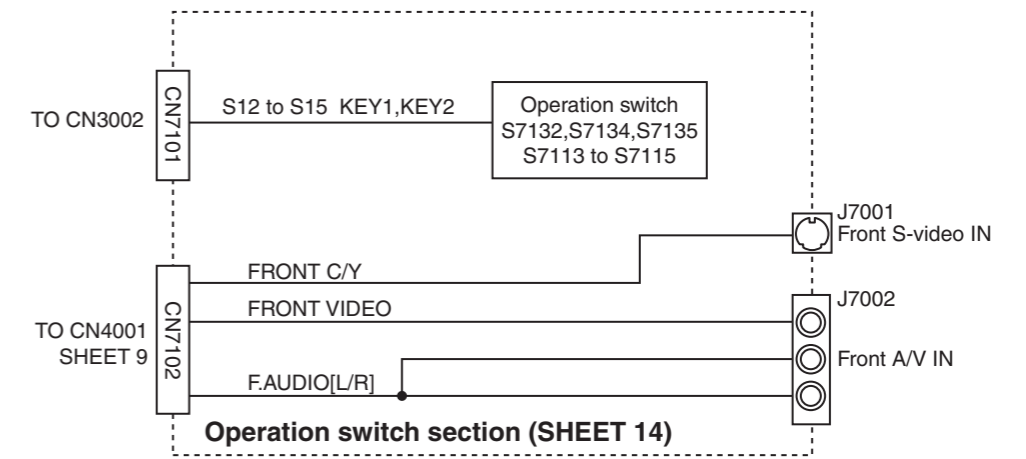 TO CN3002
CN7101
S12 to S15  KEY1,KEY2
Operation switch
S7132,S7134,S7135
S7113 to S7115
J7001
Front S-video IN
FRONT C/Y
FRONT VIDEO
J7002
TO CN4001
SHEET 9
CN7102
Front A/V IN
F.AUDIO[L/R]
Operation switch section (SHEET 14)